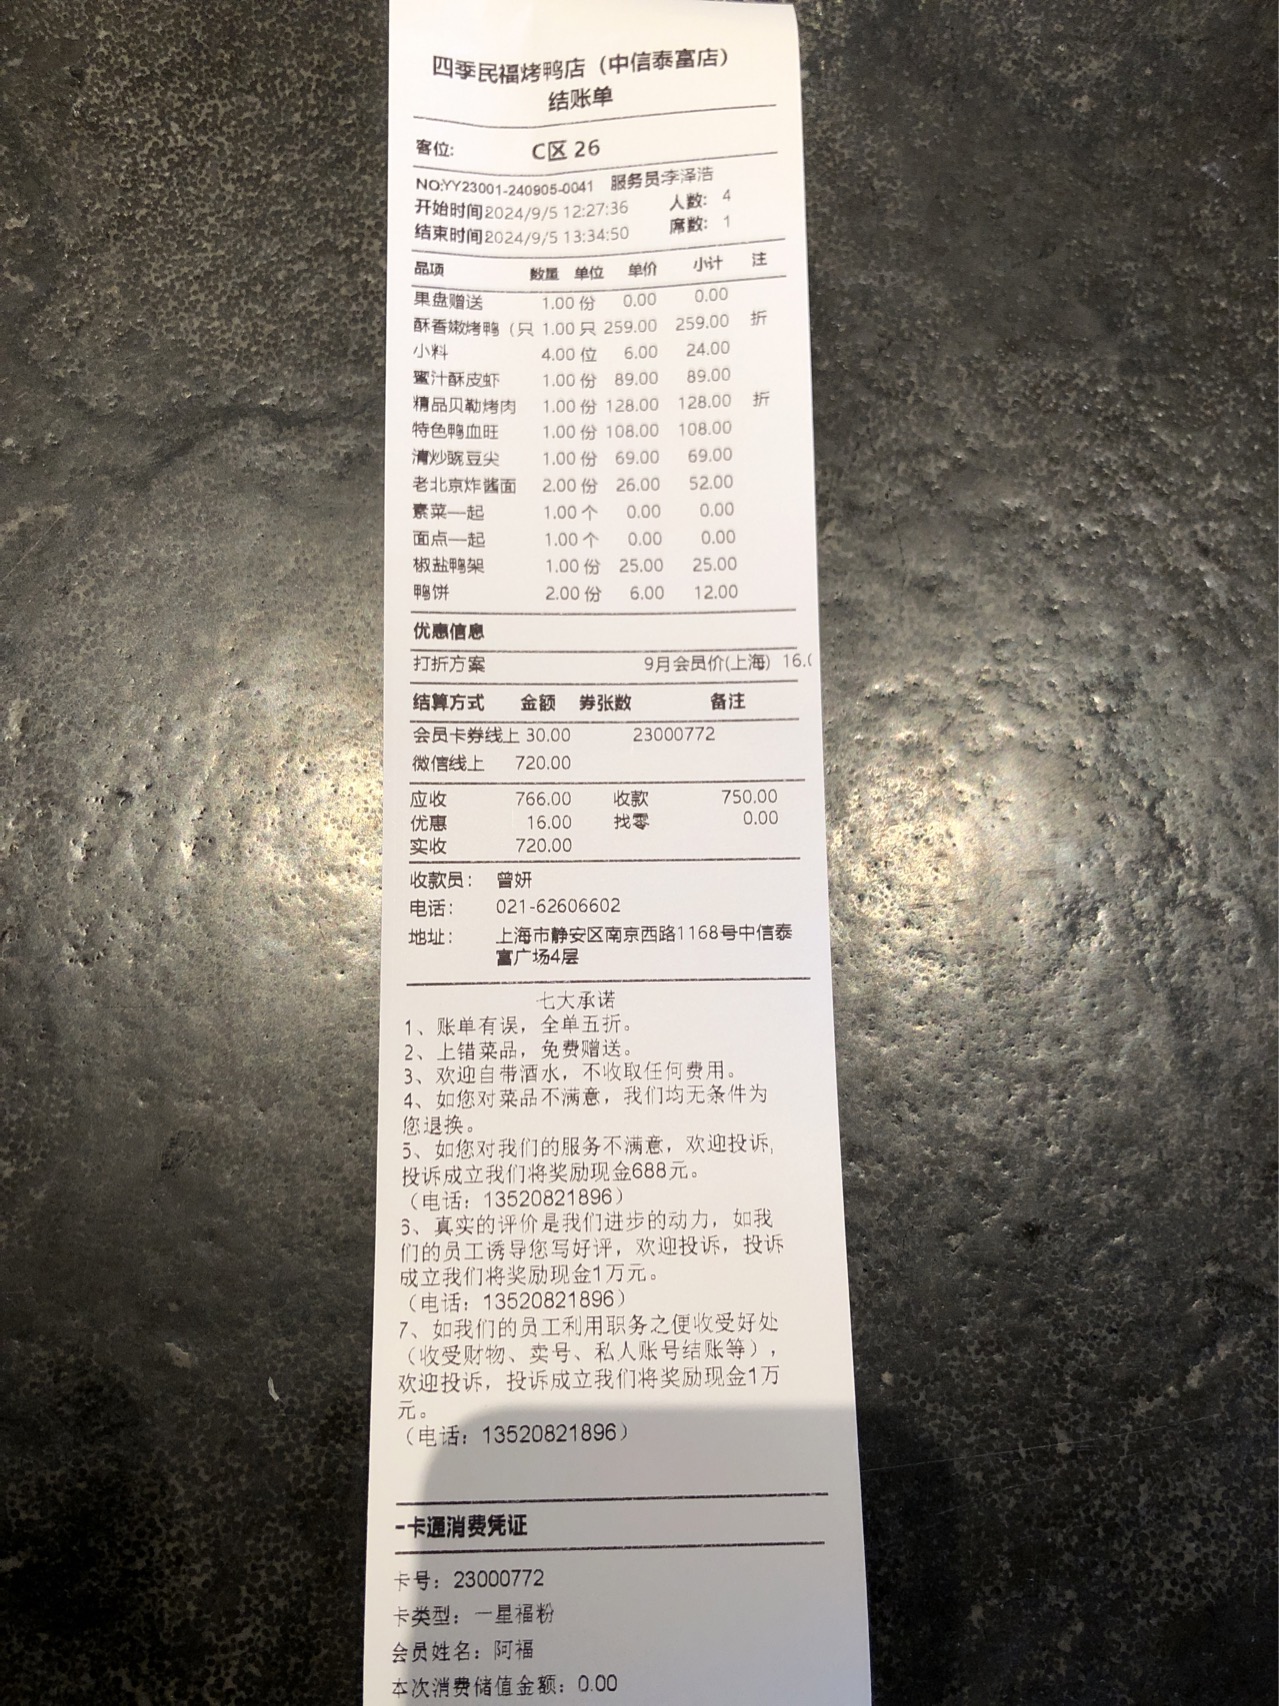 四季民福烤鸭店（中信泰富店）
结账单
客位: C区 26
NO:YY23001-240905-0041 服务员:李泽浩
开始时间2024/9/5 12:27:36 人数: 4
结束时间2024/9/5 13:34:50 席数: 1
品项 数量 单位 单价 小计 注
果盘赠送 1.00 份 0.00 0.00
酥香嫩烤鸭（只 1.00 只 259.00 259.00 折
小料 4.00 位 6.00 24.00
蜜汁酥皮虾 1.00 份 89.00 89.00
精品贝勒烤肉 1.00 份 128.00 128.00 折
特色鸭血旺 1.00 份 108.00 108.00
清炒豌豆尖 1.00 份 69.00 69.00
老北京炸酱面 2.00 份 26.00 52.00
素菜一起 1.00 个 0.00 0.00
面点一起 1.00 个 0.00 0.00
椒盐鸭架 1.00 份 25.00 25.00
鸭饼 2.00 份 6.00 12.00
优惠信息
打折方案 9月会员价(上海) 16.0
结算方式 金额 券张数 备注
会员卡券线上 30.00 23000772
微信线上 720.00
应收 766.00 收款 750.00
优惠 16.00 找零 0.00
实收 720.00
收款员: 曾妍
电话: 021-62606602
地址: 上海市静安区南京西路1168号中信泰
富广场4层
七大承诺
1、账单有误，全单五折。
2、上错菜品，免费赠送。
3、欢迎自带酒水，不收取任何费用。
4、如您对菜品不满意，我们均无条件为
您退换。
5、如您对我们的服务不满意，欢迎投诉,
投诉成立我们将奖励现金688元。
（电话：13520821896）
6、真实的评价是我们进步的动力，如我
们的员工诱导您写好评，欢迎投诉，投诉
成立我们将奖励现金1万元。
（电话：13520821896）
7、如我们的员工利用职务之便收受好处
（收受财物、卖号、私人账号结账等），
欢迎投诉，投诉成立我们将奖励现金1万
元。
（电话：13520821896）
一卡通消费凭证
卡号：23000772
卡类型：一星福粉
会员姓名：阿福
本次消费储值金额：0.00